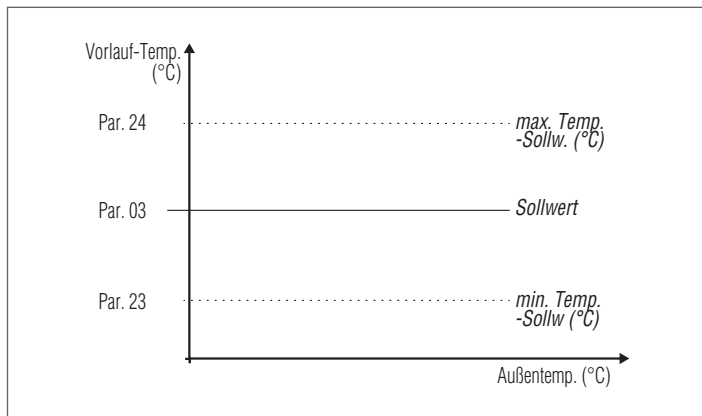 Vorlauf-Temp.
(°C)
Par. 24
max. Temp.
-Sollw. (°C)
Par. 03
Sollwert
Par. 23
min. Temp.
-Sollw (°C)
Außentemp. (°C)